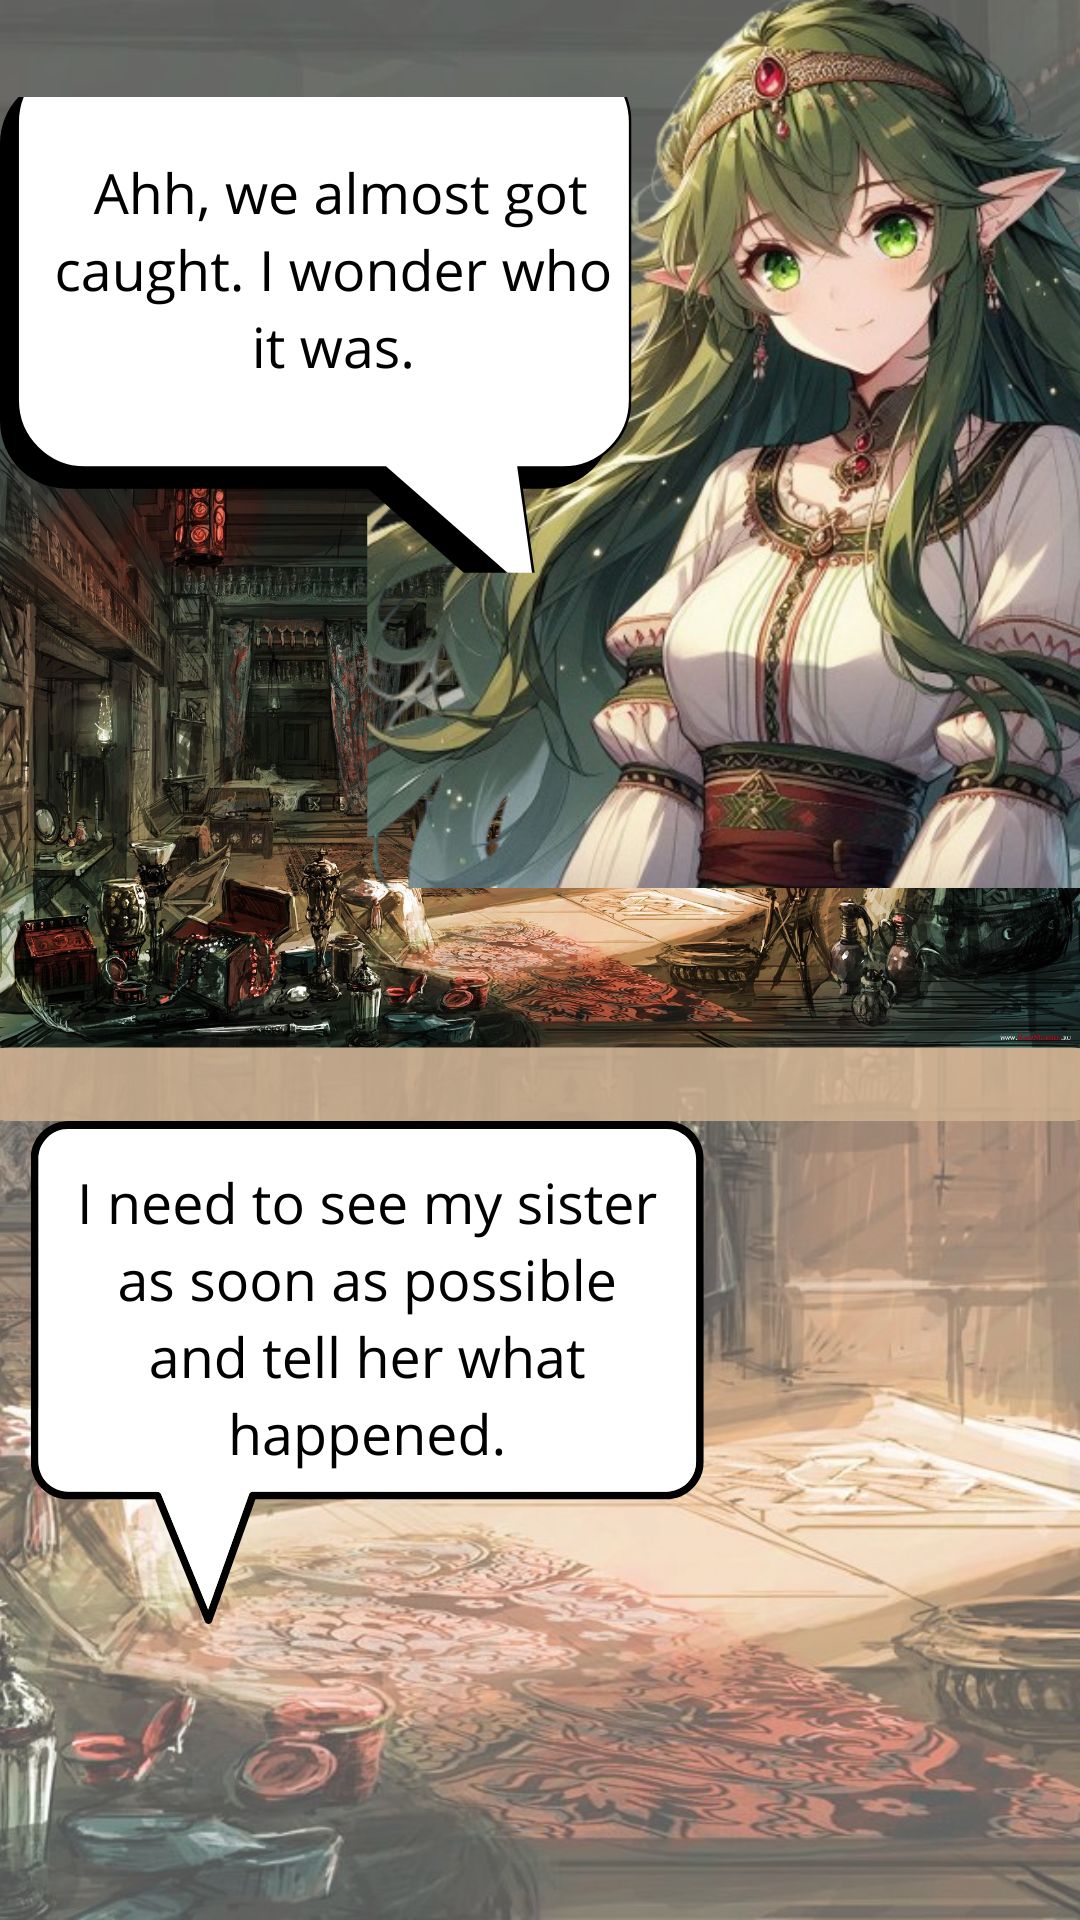 Ahh, we almost got
caught. I wonder who
it was.
I need to see my sister
as soon as possible
and tell her what
happened.